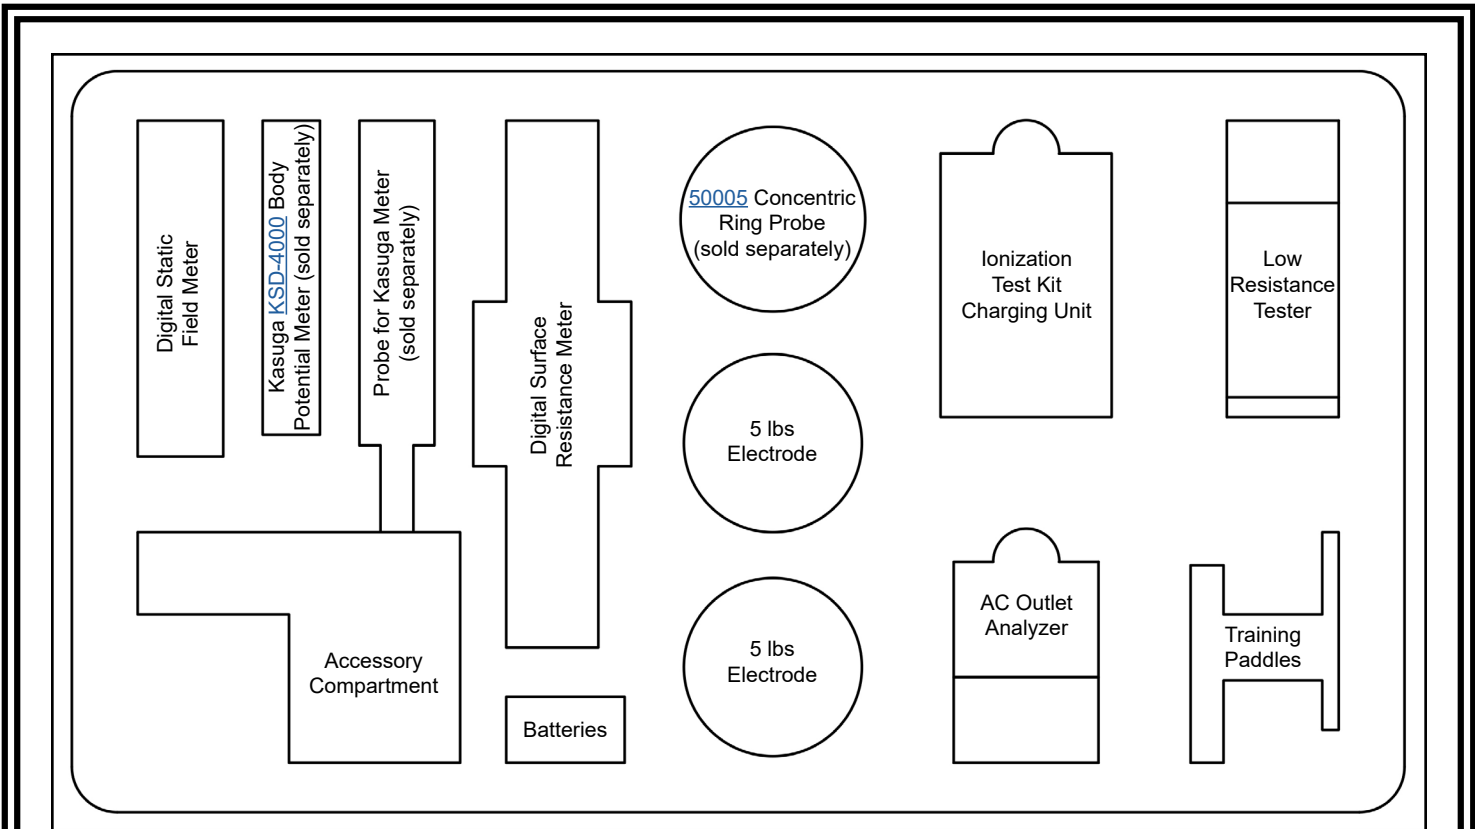 Digital Static
Field Meter
Kasuga KSD-4000 Body
Potential Meter (sold separately)
Probe for Kasuga Meter
(sold separately)
Digital Surface
Resistance Meter
50005 Concentric
Ring Probe
(sold separately)
Ionization
Test Kit
Charging Unit
Low
Resistance
Tester
5 lbs
Electrode
Accessory
Compartment
Batteries
5 lbs
Electrode
AC Outlet
Analyzer
Training
Paddles